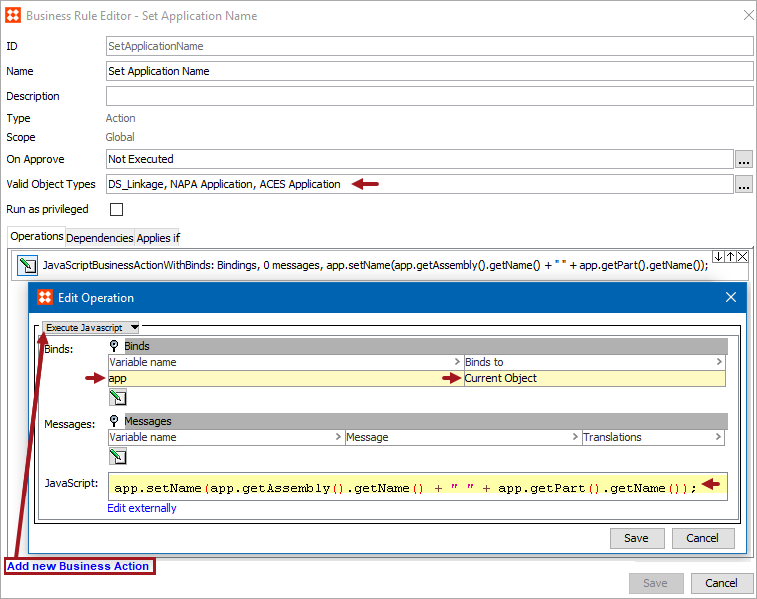 Business Rule Editor - Set Application Name
ID SetApplicationName
Name Set Application Name
Description
Type Action
Scope Global
On Approve Not Executed ...
Valid Object Types DS_Linkage, NAPA Application, ACES Application ...
Run as privileged
Operations Dependencies Applies if
JavaScriptBusinessActionWithBinds: Bindings, 0 messages, app.setName(app.getAssembly().getName() + " " + app.getPart().getName());
Edit Operation
Execute Javascript
Binds: Binds
Variable name > Binds to >
app Current Object
Messages: Messages
Variable name > Message > Translations >
JavaScript: app.setName(app.getAssembly().getName() + " " + app.getPart().getName());
Edit externally
Save Cancel
Add new Business Action
Save Cancel